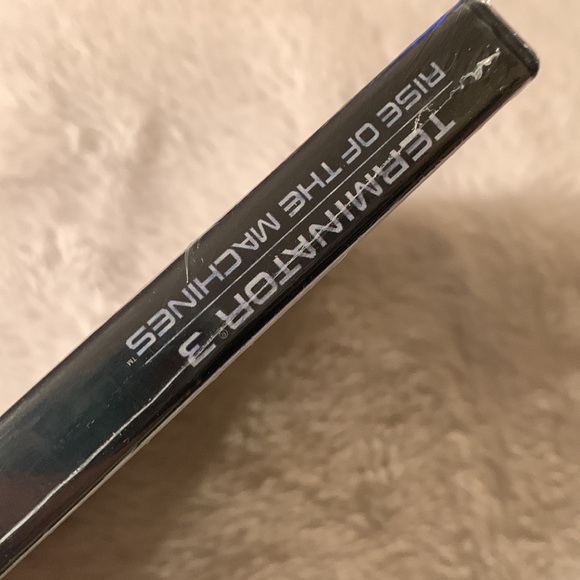 TERMINATOR 3®
RISE OF THE MACHINES™